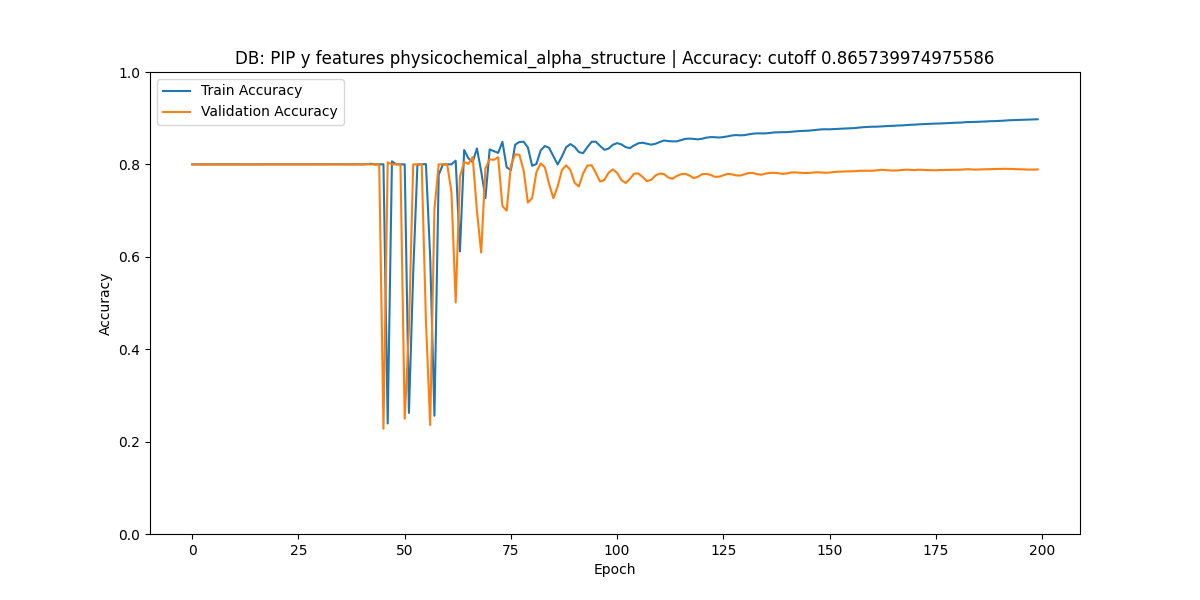 DB: PIP y features physicochemical_alpha_structure | Accuracy: cutoff 0.865739974975586
Train Accuracy
Validation Accuracy
1.0
0.8
0.6
0.4
0.2
0.0
Accuracy
0 25 50 75 100 125 150 175 200
Epoch